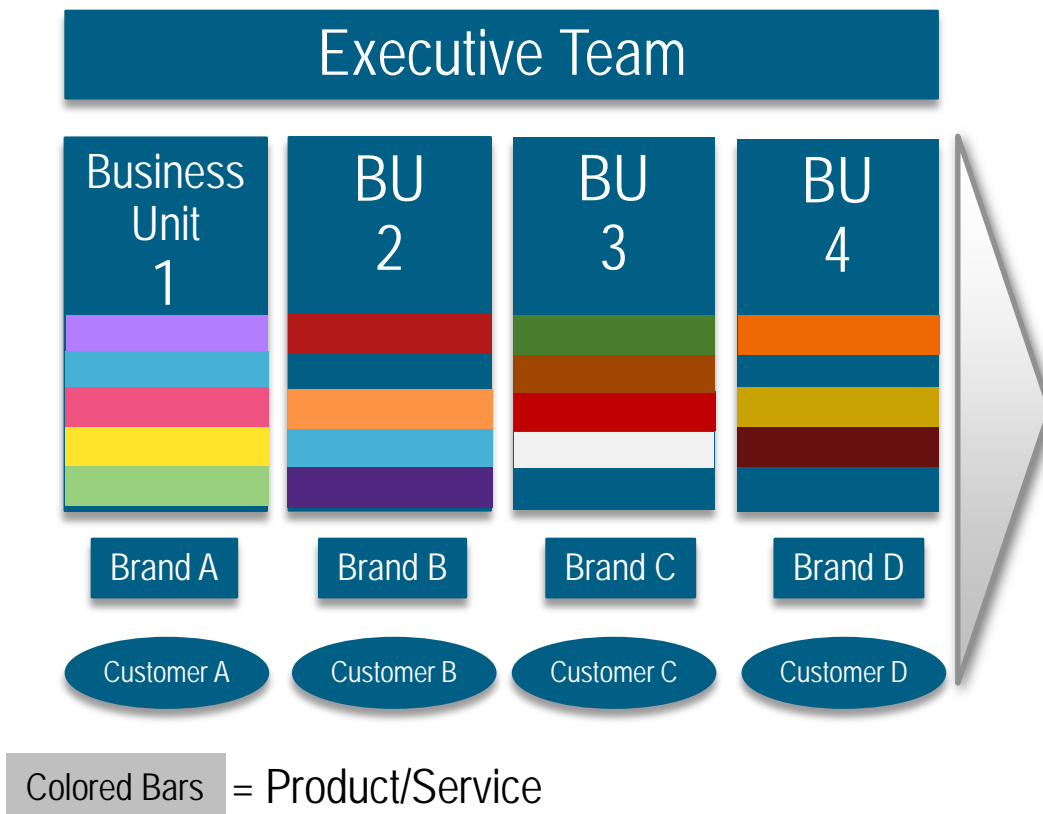 Executive Team
Business
Unit
1
BU
2
BU
3
BU
4
Brand A
Brand B
Brand C
Brand D
Customer A
Customer B
Customer C
Customer D
Colored Bars = Product/Service